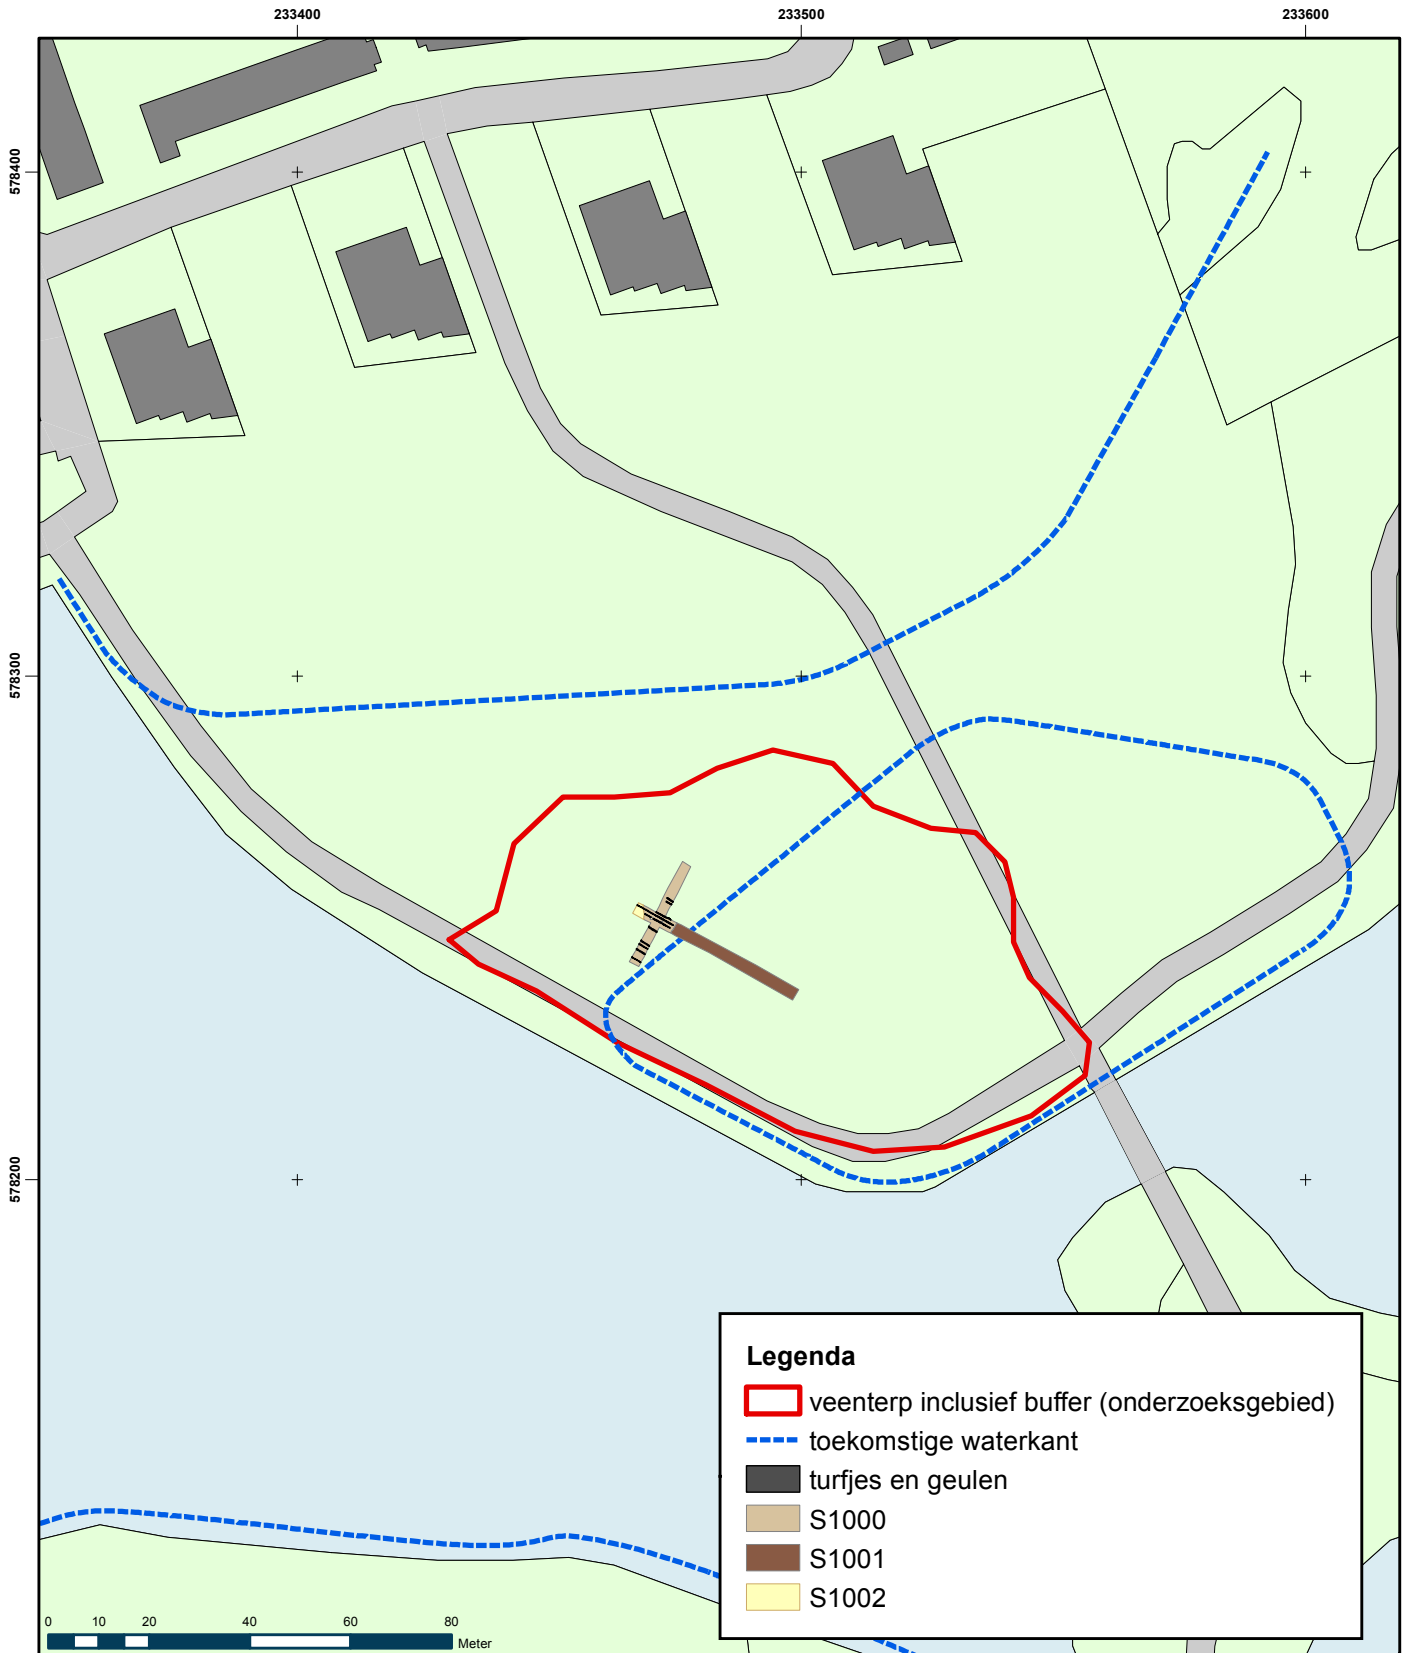 233400 233500 233600
578400
578300
578200
Legenda
veenterp inclusief buffer (onderzoeksgebied)
toekomstige waterkant
turfjes en geulen
S1000
S1001
S1002
0 10 20 40 60 80
Meter